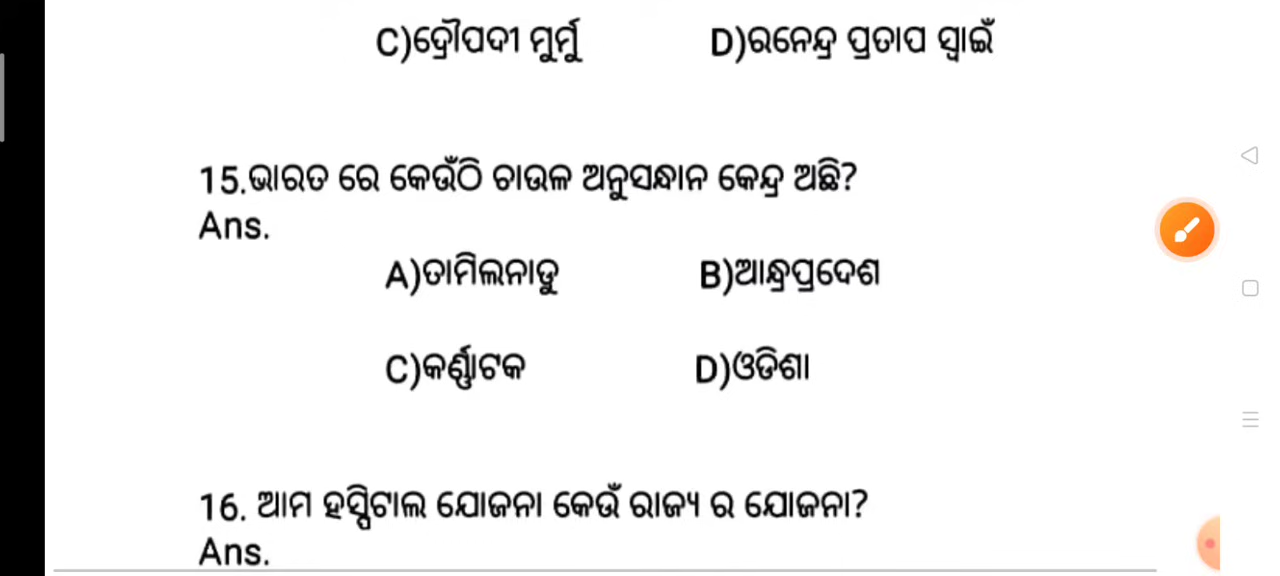 C)ଦ୍ରୌପଦୀ ମୁର୍ମୁ D)ରନେନ୍ଦ୍ର ପ୍ରତାପ ସ୍ୱାଇଁ
15.ଭାରତ ରେ କେଉଁଠି ଚାଉଳ ଅନୁସନ୍ଧାନ କେନ୍ଦ୍ର ଅଛି?
Ans.
A)ତାମିଲନାଡୁ B)ଆନ୍ଧ୍ରପ୍ରଦେଶ
C)କର୍ଣ୍ଣାଟକ D)ଓଡିଶା
16. ଆମ ହସ୍ପିଟାଲ ଯୋଜନା କେଉଁ ରାଜ୍ୟ ର ଯୋଜନା?
Ans.